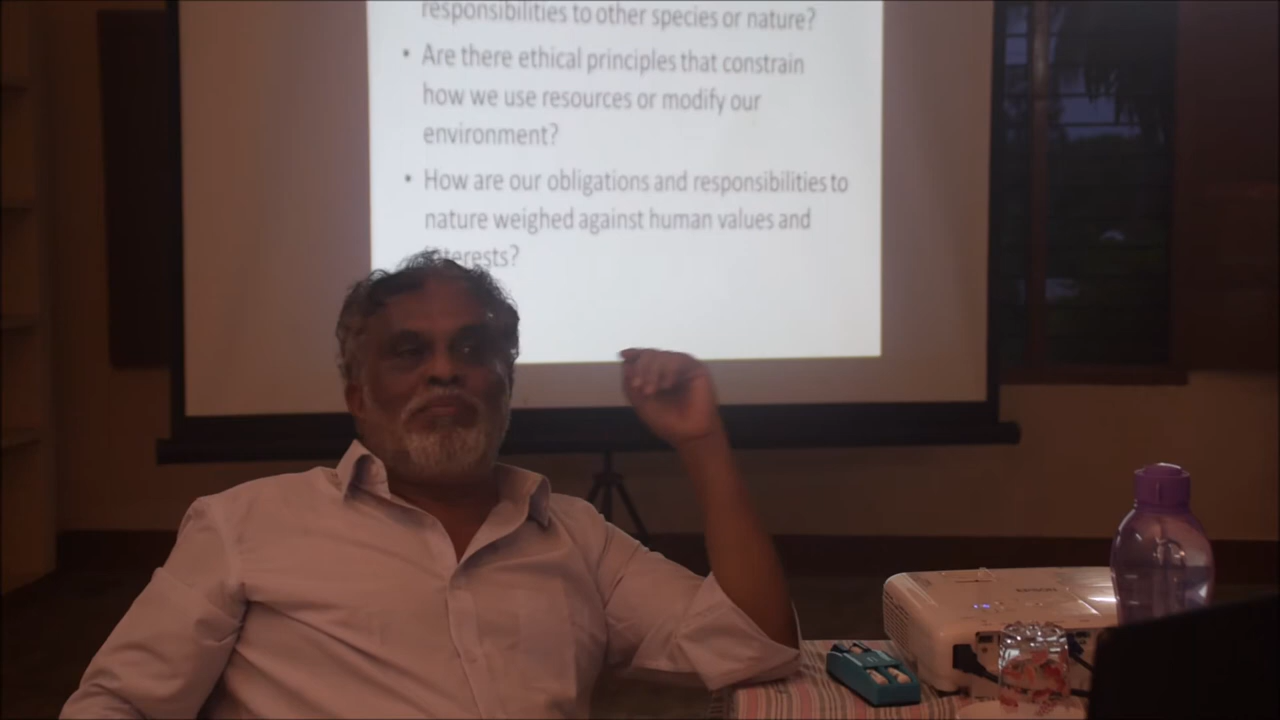 responsibilities to other species or nature?
• Are there ethical principles that constrain
how we use resources or modify our
environment?
• How are our obligations and responsibilities to
nature weighed against human values and
interests?
EPSON